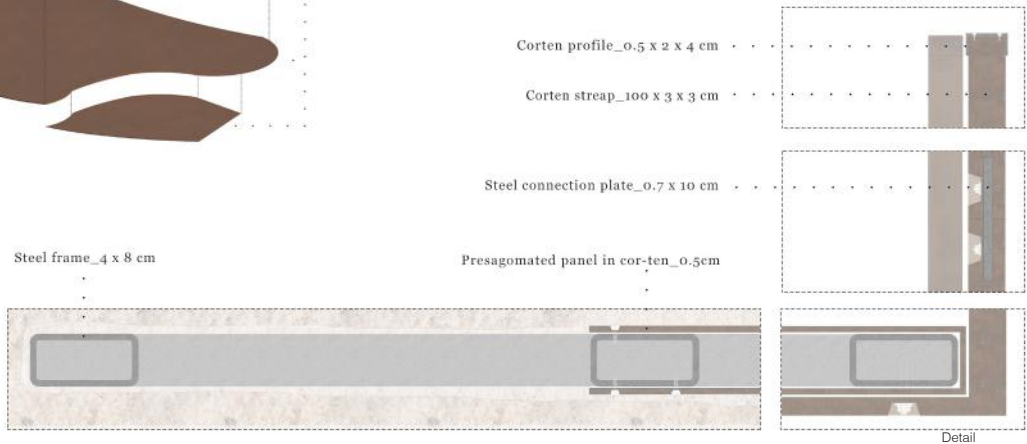 Corten profile_0.5 x 2 x 4 cm
Corten streap_100 x 3 x 3 cm
Steel connection plate_0.7 x 10 cm
Steel frame_4 x 8 cm
Presagomated panel in cor-ten_0.5cm
Detail